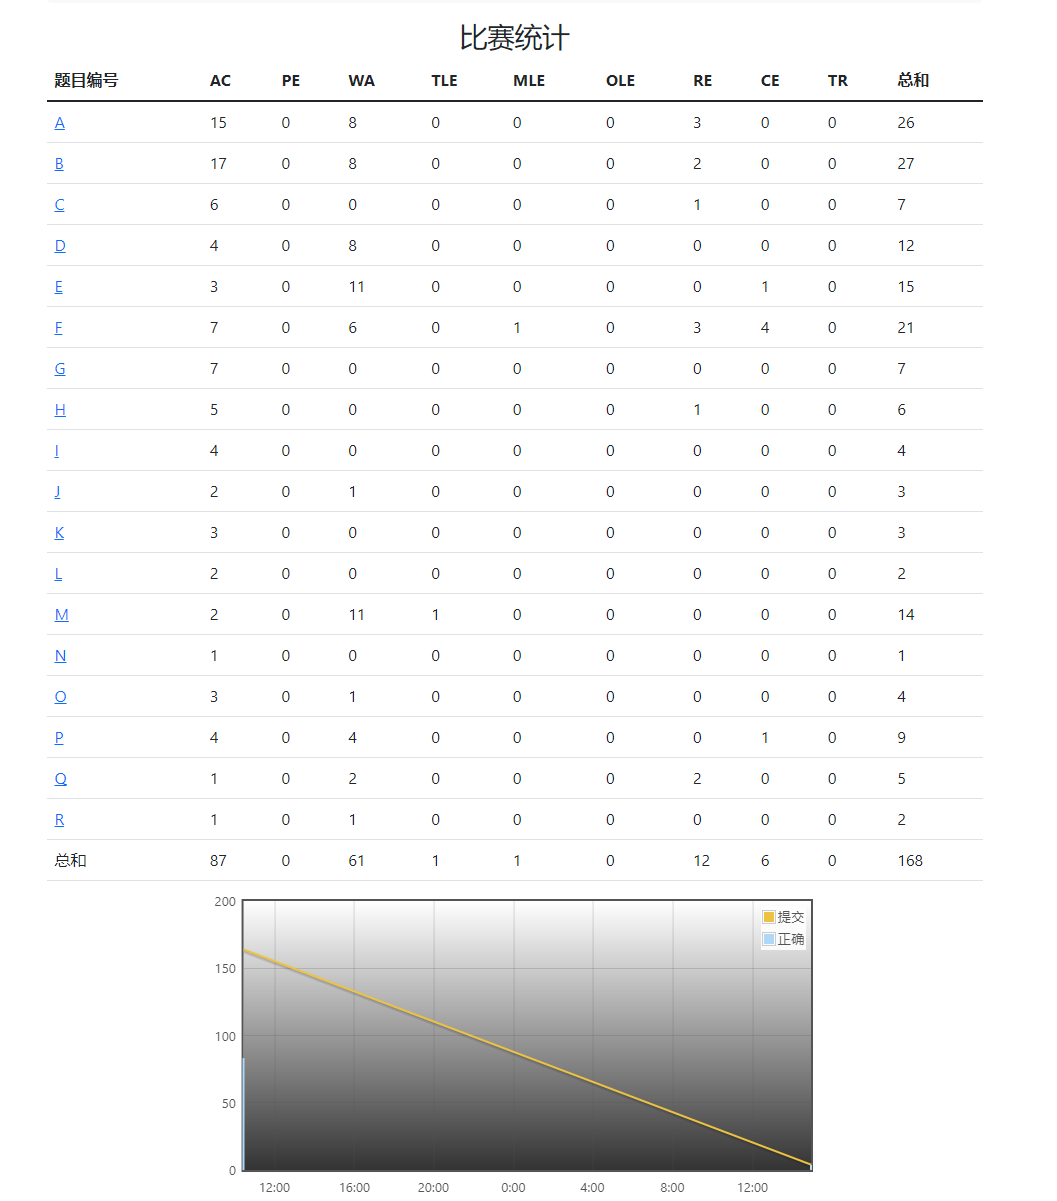 比赛统计
题目编号 AC PE WA TLE MLE OLE RE CE TR 总和
A 15 0 8 0 0 0 3 0 0 26
B 17 0 8 0 0 0 2 0 0 27
C 6 0 0 0 0 0 1 0 0 7
D 4 0 8 0 0 0 0 0 0 12
E 3 0 11 0 0 0 0 1 0 15
F 7 0 6 0 1 0 3 4 0 21
G 7 0 0 0 0 0 0 0 0 7
H 5 0 0 0 0 0 1 0 0 6
I 4 0 0 0 0 0 0 0 0 4
J 2 0 1 0 0 0 0 0 0 3
K 3 0 0 0 0 0 0 0 0 3
L 2 0 0 0 0 0 0 0 0 2
M 2 0 11 1 0 0 0 0 0 14
N 1 0 0 0 0 0 0 0 0 1
O 3 0 1 0 0 0 0 0 0 4
P 4 0 4 0 0 0 0 1 0 9
Q 1 0 2 0 0 0 2 0 0 5
R 1 0 1 0 0 0 0 0 0 2
总和 87 0 61 1 1 0 12 6 0 168
200
提交
正确
150
100
50
0
12:00 16:00 20:00 0:00 4:00 8:00 12:00